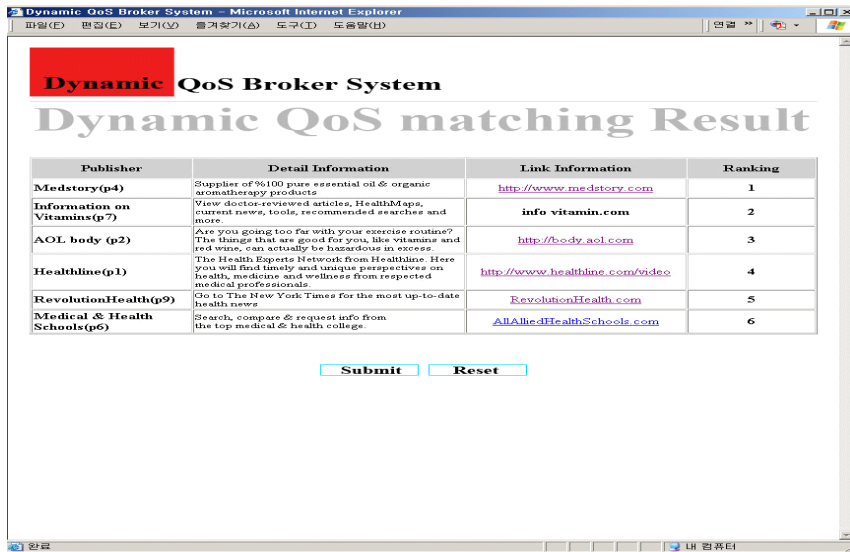 Dynamic QoS Broker System - Microsoft Internet Explorer
파일(F) 편집(E) 보기(V) 즐겨찾기(A) 도구(T) 도움말(H) 연결 »
Dynamic QoS Broker System
Dynamic QoS matching Result
Publisher Detail Information Link Information Ranking
Medstory(p4) Supplier of %100 pure essential oil & organic
aromatherapy products http://www.medstory.com 1
Information on
Vitamins(p7) View doctor-reviewed articles, HealthMaps,
current news, tools, recommended searches and
more. info vitamin.com 2
AOL body (p2) Are you going too far with your exercise routine?
The things that are good for you, like vitamins and
red wine, can actually be hazardous in excess. http://body.aol.com 3
Healthline(p1) The Health Experts Network from Healthline. Here
you will find timely and unique perspectives on
health, medicine and wellness from respected
medical professionals. http://www.healthline.com/video 4
RevolutionHealth(p9) Go to The New York Times for the most up-to-date
health news RevolutionHealth.com 5
Medical & Health
Schools(p6) Search, compare & request info from
the top medical & health college. AllAlliedHealthSchools.com 6
Submit Reset
완료 내 컴퓨터